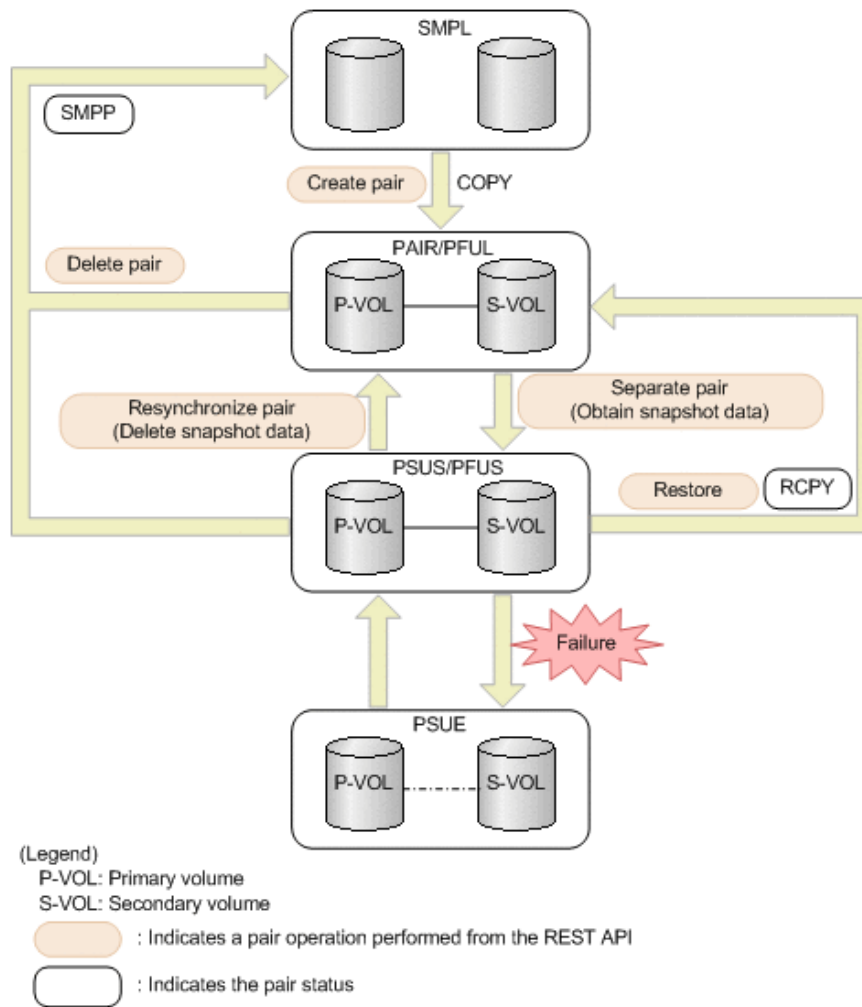 SMPL
SMPP
Create pair
COPY
PAIR/PFUL
Delete pair
P-VOL
S-VOL
Resynchronize pair
(Delete snapshot data)
Separate pair
(Obtain snapshot data)
PSUS/PFUS
Restore
RCPY
P-VOL
S-VOL
Failure
PSUE
P-VOL
S-VOL
(Legend)
P-VOL: Primary volume
S-VOL: Secondary volume
: Indicates a pair operation performed from the REST API
: Indicates the pair status